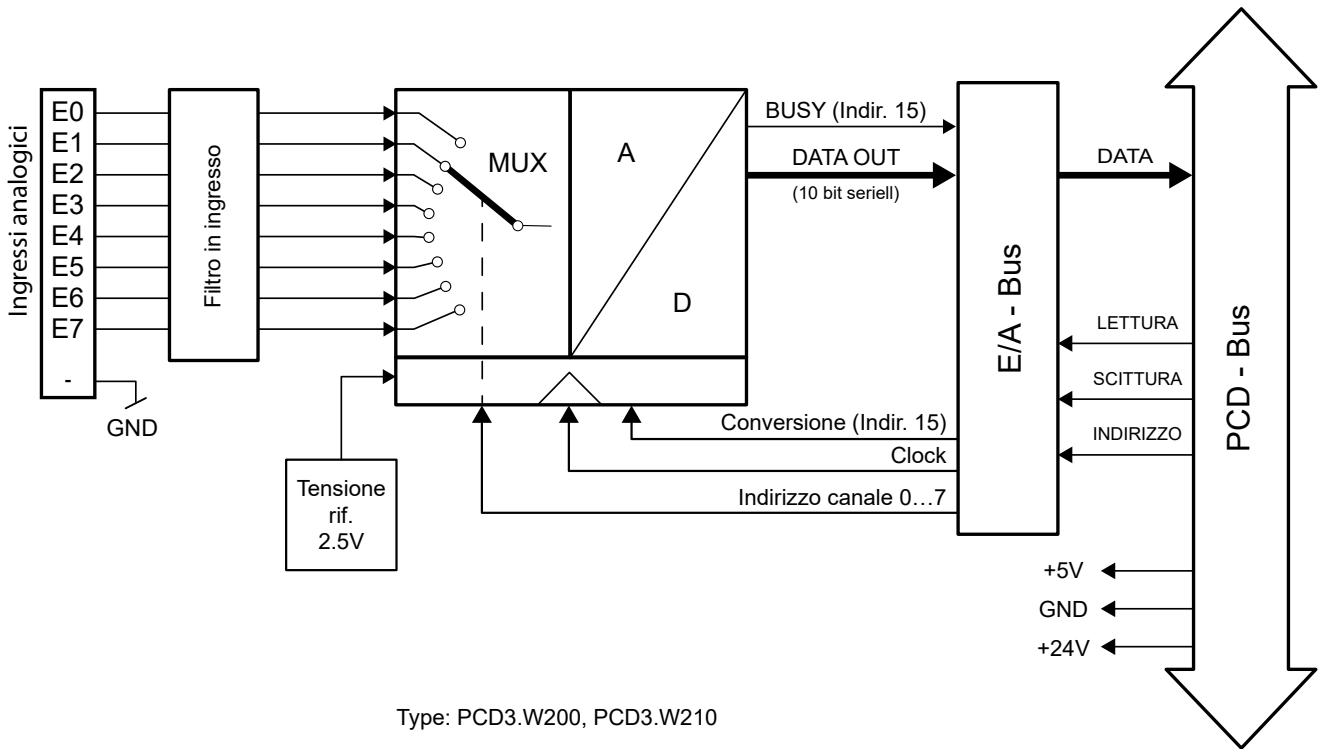 Ingressi analogici
E0
E1
E2
E3
E4
E5
E6
E7
-
GND
Filtro in ingresso
MUX
A
D
Tensione
rif.
2.5V
BUSY (Indir. 15)
DATA OUT
(10 bit seriell)
Conversione (Indir. 15)
Clock
Indirizzo canale 0…7
E/A - Bus
DATA
LETTURA
SCITTURA
INDIRIZZO
+5V
GND
+24V
PCD - Bus
Type: PCD3.W200, PCD3.W210